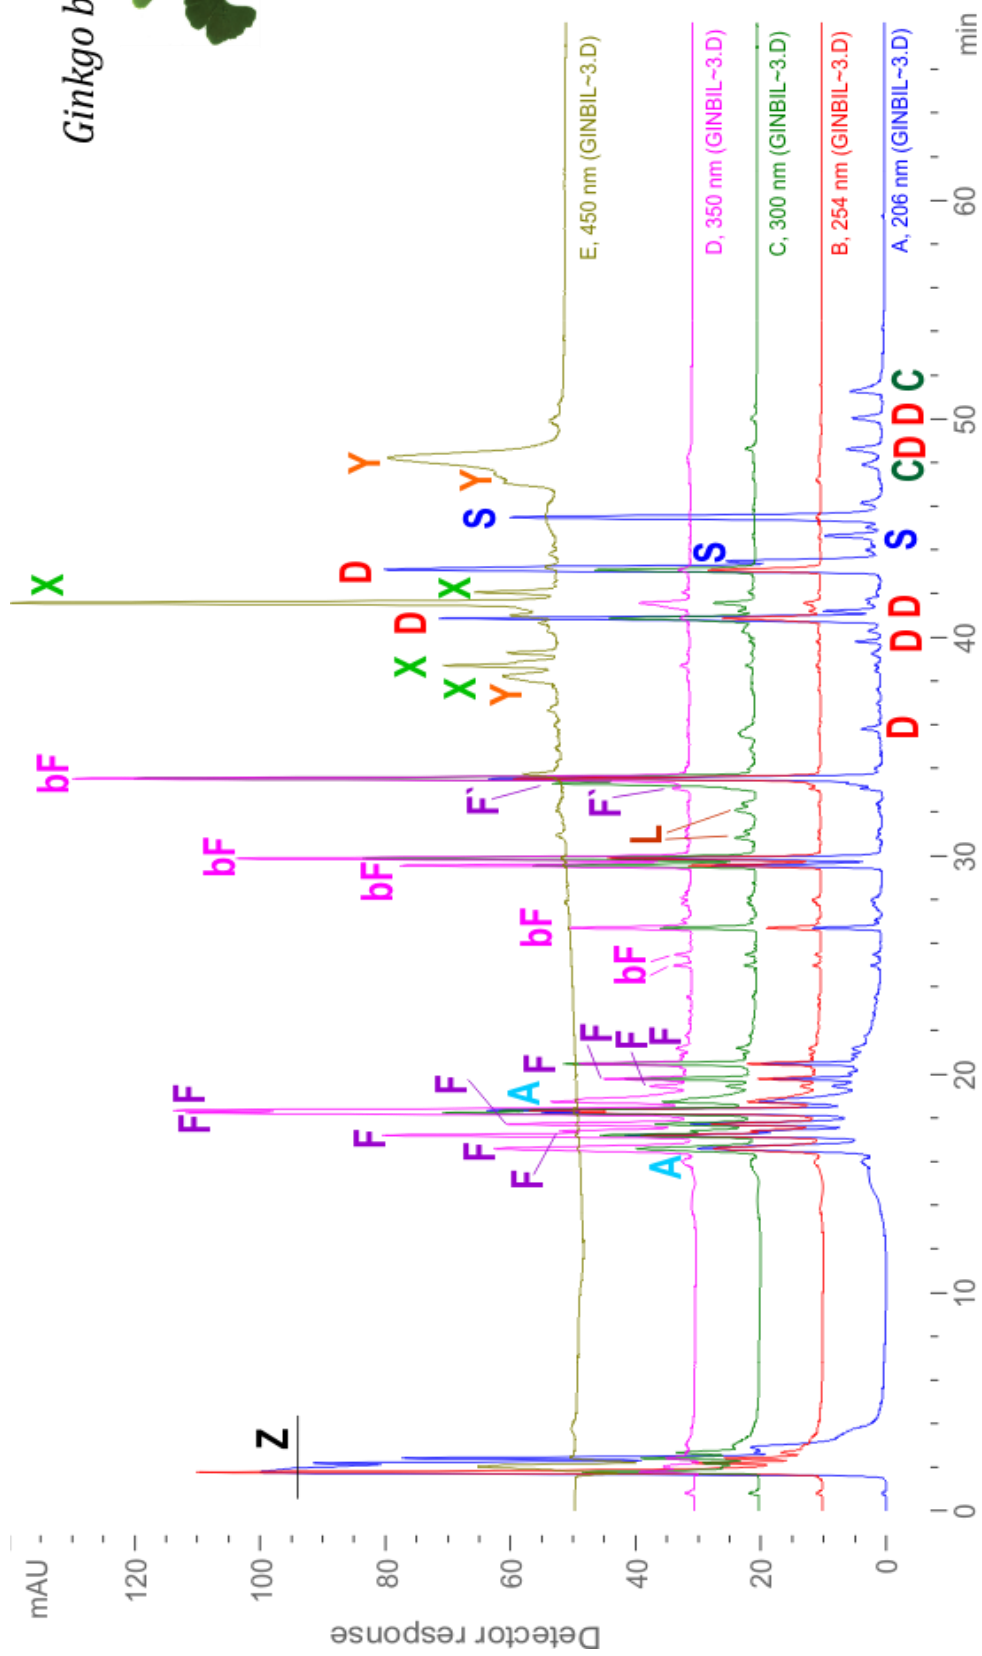 Ginkgo b
mAU
120
100
80
60
40
20
0
Detector response
Z
F F
F
F
F
F
A
A
F
F
F
F
bF
bF
bF
bF
bF
F`
F`
L
X
X
X
X
Y
Y
Y
D
D
S
S
S
D
D
D
C
D
D
C
E, 450 nm (GINBIL~3.D)
D, 350 nm (GINBIL~3.D)
C, 300 nm (GINBIL~3.D)
B, 254 nm (GINBIL~3.D)
A, 206 nm (GINBIL~3.D)
0 10 20 30 40 50 60 min